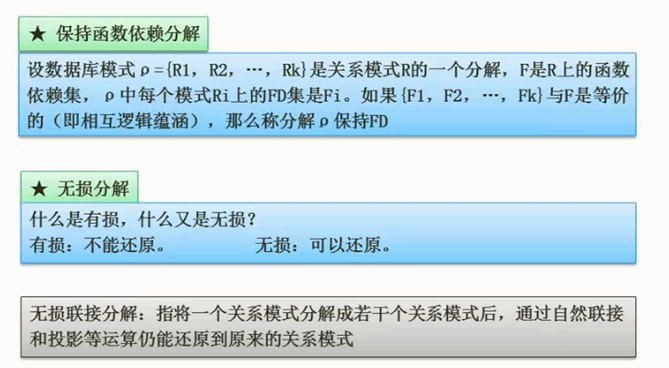 ★ 保持函数依赖分解
设数据库模式ρ={R1，R2，…，Rk}是关系模式R的一个分解，F是R上的函数
依赖集，ρ中每个模式Ri上的FD集是Fi。如果{F1，F2，…，Fk}与F是等价
的（即相互逻辑蕴涵），那么称分解ρ保持FD
★ 无损分解
什么是有损，什么又是无损？
有损：不能还原。 无损：可以还原。
无损联接分解：指将一个关系模式分解成若干个关系模式后，通过自然联接
和投影等运算仍能还原到原来的关系模式